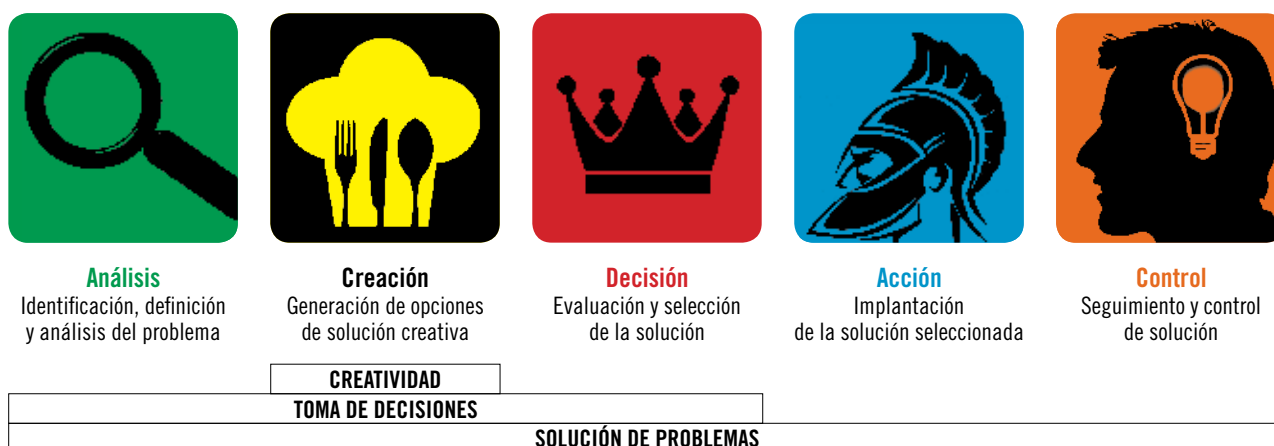 Análisis
Identificación, definición
y análisis del problema
Creación
Generación de opciones
de solución creativa
Decisión
Evaluación y selección
de la solución
Acción
Implantación
de la solución seleccionada
Control
Seguimiento y control
de solución
CREATIVIDAD
TOMA DE DECISIONES
SOLUCIÓN DE PROBLEMAS